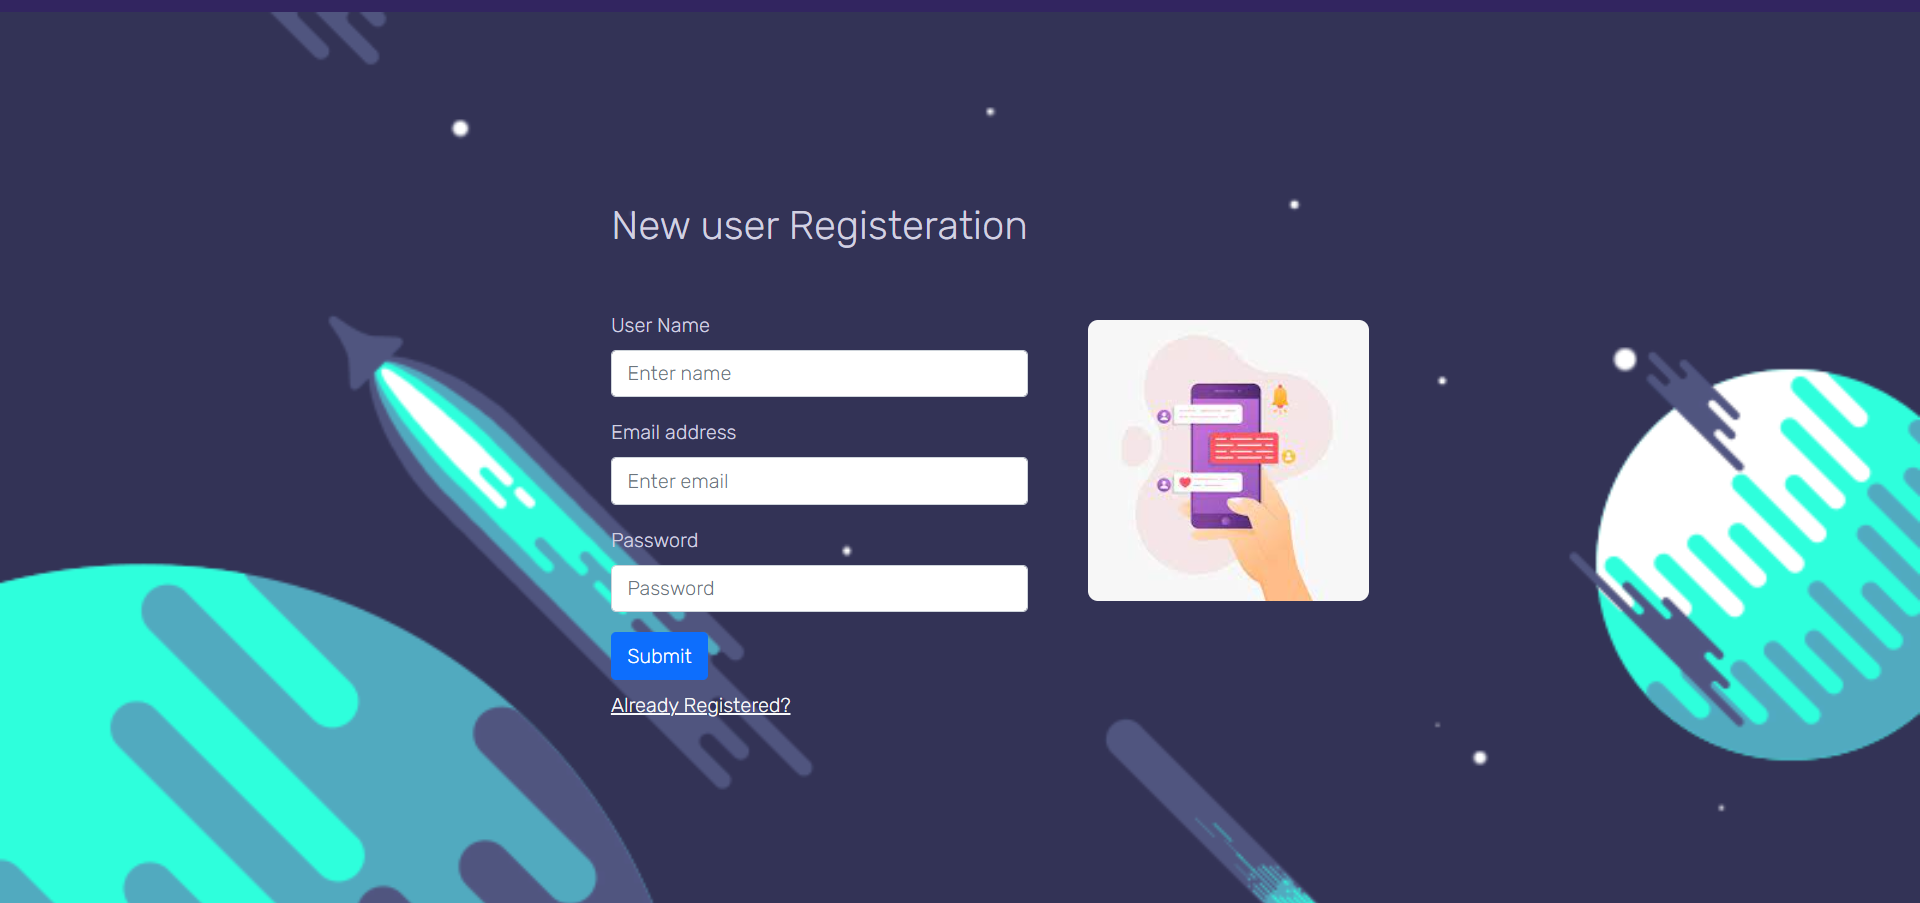 New user Registeration
User Name
Enter name
Email address
Enter email
Password
Password
Submit
Already Registered?